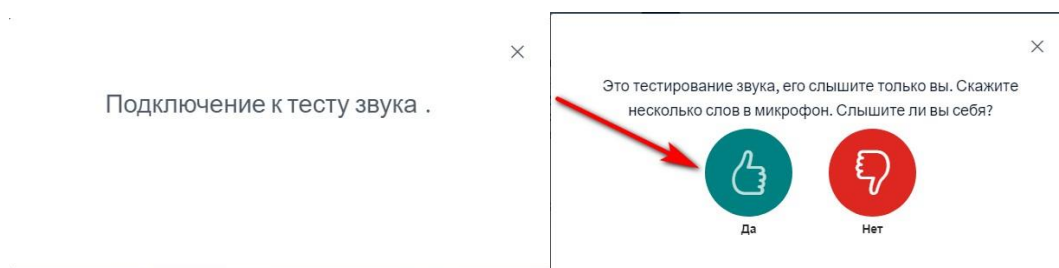 Подключение к тесту звука .
Это тестирование звука, его слышите только вы. Скажите
несколько слов в микрофон. Слышите ли вы себя?
Да
Нет